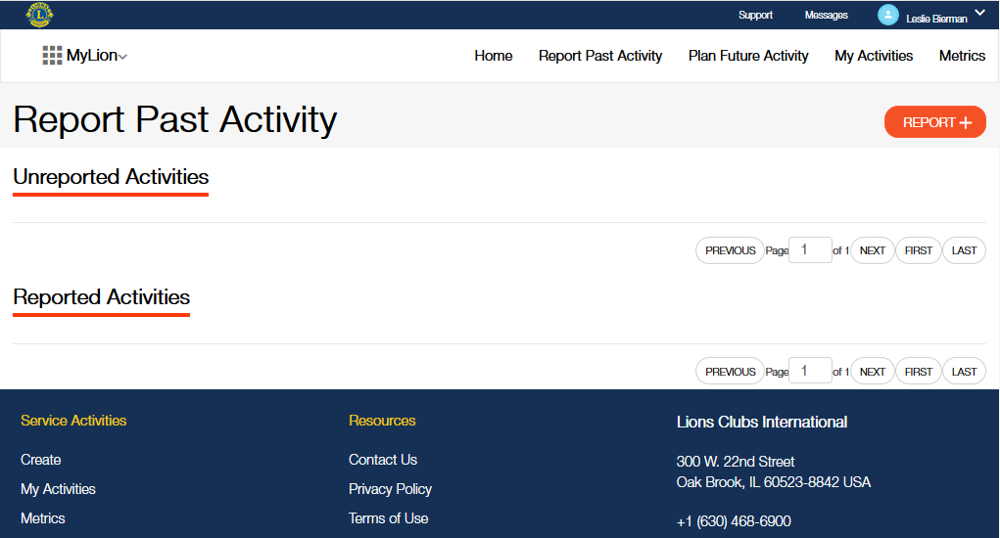 Support Messages Leslie Bierman
MyLion Home Report Past Activity Plan Future Activity My Activities Metrics
Report Past Activity
REPORT +
Unreported Activities
PREVIOUS Page 1 of 1 NEXT FIRST LAST
Reported Activities
PREVIOUS Page 1 of 1 NEXT FIRST LAST
Service Activities
Create
My Activities
Metrics
Resources
Contact Us
Privacy Policy
Terms of Use
Lions Clubs International
300 W. 22nd Street
Oak Brook, IL 60523-8842 USA
+1 (630) 468-6900